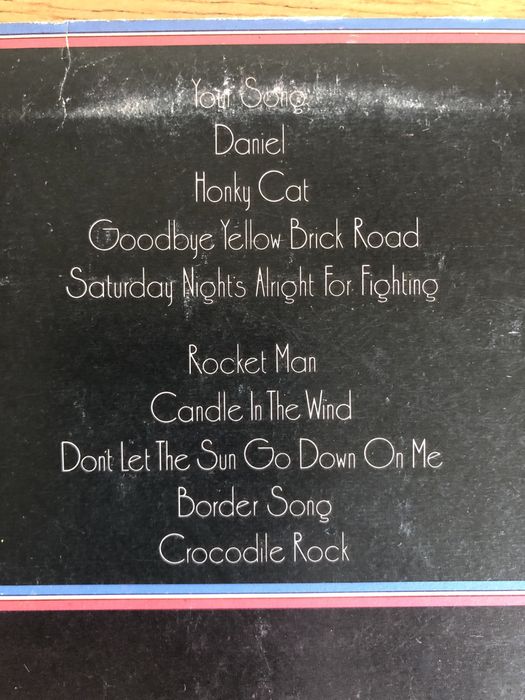 Your Song
Daniel
Honky Cat
Goodbye Yellow Brick Road
Saturday Night's Alright For Fighting
Rocket Man
Candle In The Wind
Don't Let The Sun Go Down On Me
Border Song
Crocodile Rock